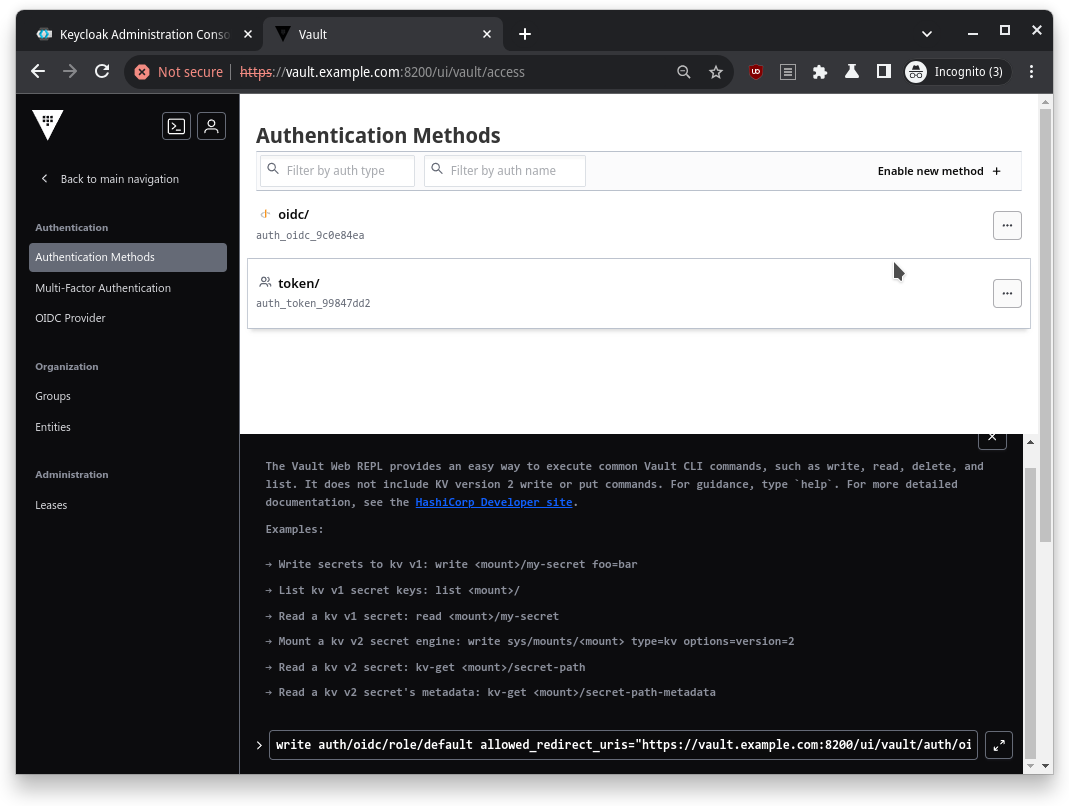 Keycloak Administration Conso
Vault
Not secure
https://vault.example.com:8200/ui/vault/access
Incognito (3)
Back to main navigation
Authentication
Authentication Methods
Multi-Factor Authentication
OIDC Provider
Organization
Groups
Entities
Administration
Leases
Authentication Methods
Filter by auth type
Filter by auth name
Enable new method +
oidc/
auth_oidc_9c0e84ea
token/
auth_token_99847dd2
The Vault Web REPL provides an easy way to execute common Vault CLI commands, such as write, read, delete, and
list. It does not include KV version 2 write or put commands. For guidance, type `help`. For more detailed
documentation, see the HashiCorp Developer site.
Examples:
→ Write secrets to kv v1: write <mount>/my-secret foo=bar
→ List kv v1 secret keys: list <mount>/
→ Read a kv v1 secret: read <mount>/my-secret
→ Mount a kv v2 secret engine: write sys/mounts/<mount> type=kv options=version=2
→ Read a kv v2 secret: kv-get <mount>/secret-path
→ Read a kv v2 secret's metadata: kv-get <mount>/secret-path-metadata
write auth/oidc/role/default allowed_redirect_uris="https://vault.example.com:8200/ui/vault/auth/oi